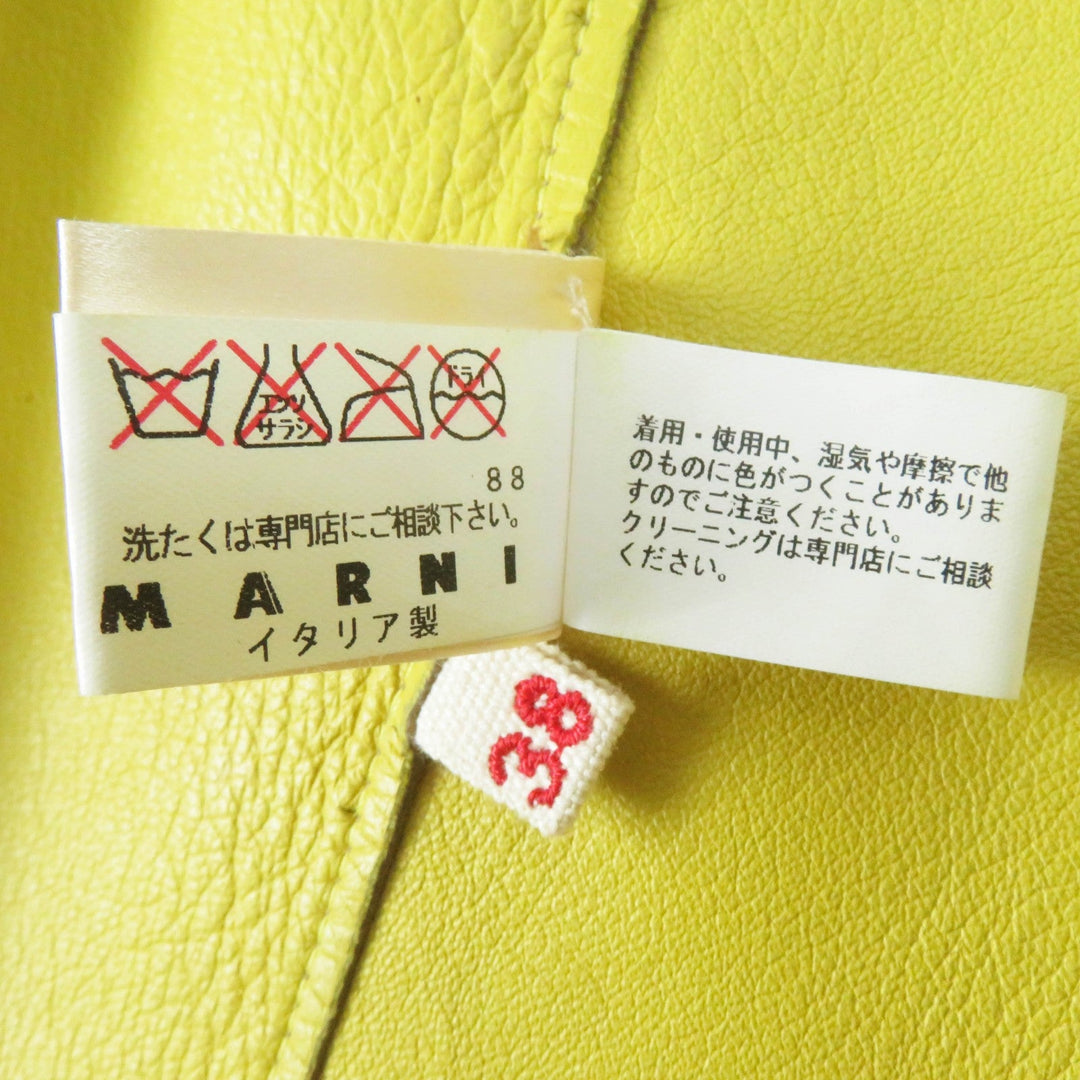 エンソ
サラシ
ドライ
88
洗たくは専門店にご相談下さい。
MARNI
イタリア製
着用・使用中、湿気や摩擦で他
のものに色がつくことがありま
すのでご注意ください。
クリーニングは専門店にご相談
ください。
38